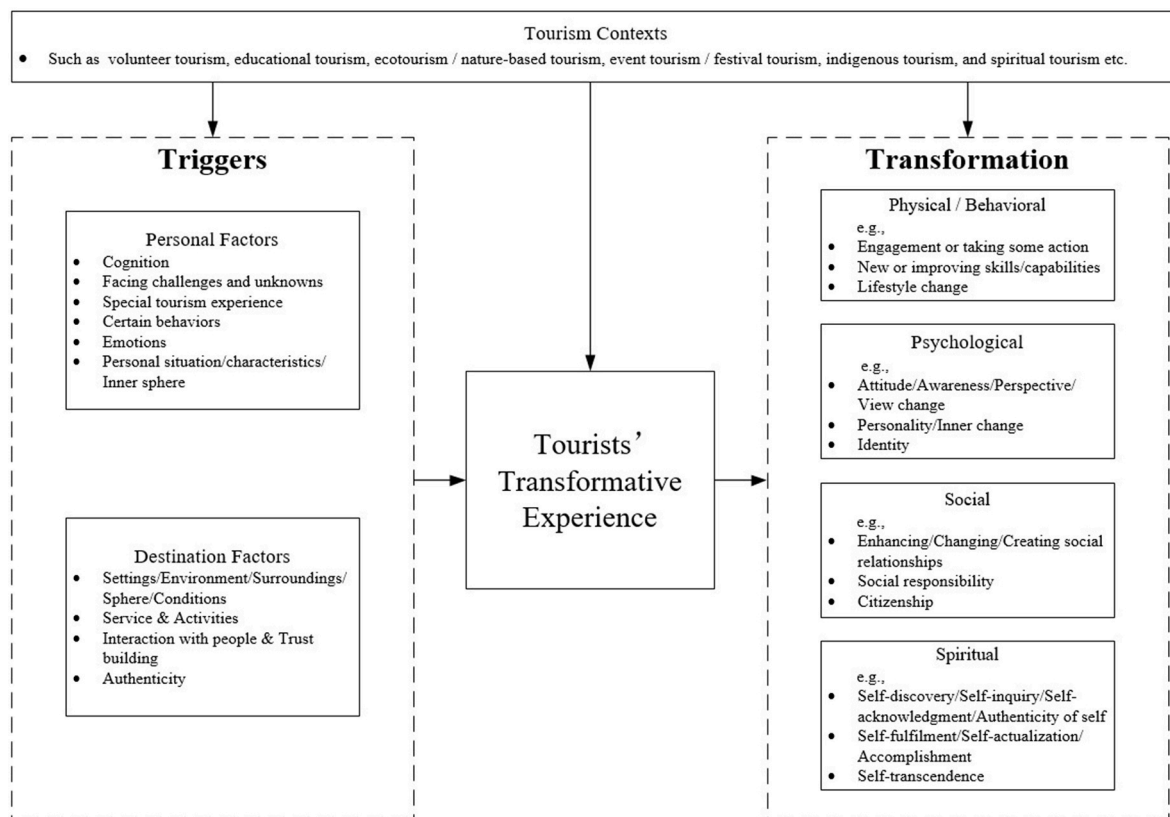 Tourism Contexts
• Such as volunteer tourism, educational tourism, ecotourism / nature-based tourism, event tourism / festival tourism, indigenous tourism, and spiritual tourism etc.
Triggers
Personal Factors
• Cognition
• Facing challenges and unknowns
• Special tourism experience
• Certain behaviors
• Emotions
• Personal situation/characteristics/
Inner sphere
Destination Factors
• Settings/Environment/Surroundings/
Sphere/Conditions
• Service & Activities
• Interaction with people & Trust
building
• Authenticity
Tourists’
Transformative
Experience
Transformation
Physical / Behavioral
e.g.,
• Engagement or taking some action
• New or improving skills/capabilities
• Lifestyle change
Psychological
e.g.,
• Attitude/Awareness/Perspective/
View change
• Personality/Inner change
• Identity
Social
e.g.,
• Enhancing/Changing/Creating social
relationships
• Social responsibility
• Citizenship
Spiritual
e.g.,
• Self-discovery/Self-inquiry/Self-
acknowledgment/Authenticity of self
• Self-fulfilment/Self-actualization/
Accomplishment
• Self-transcendence